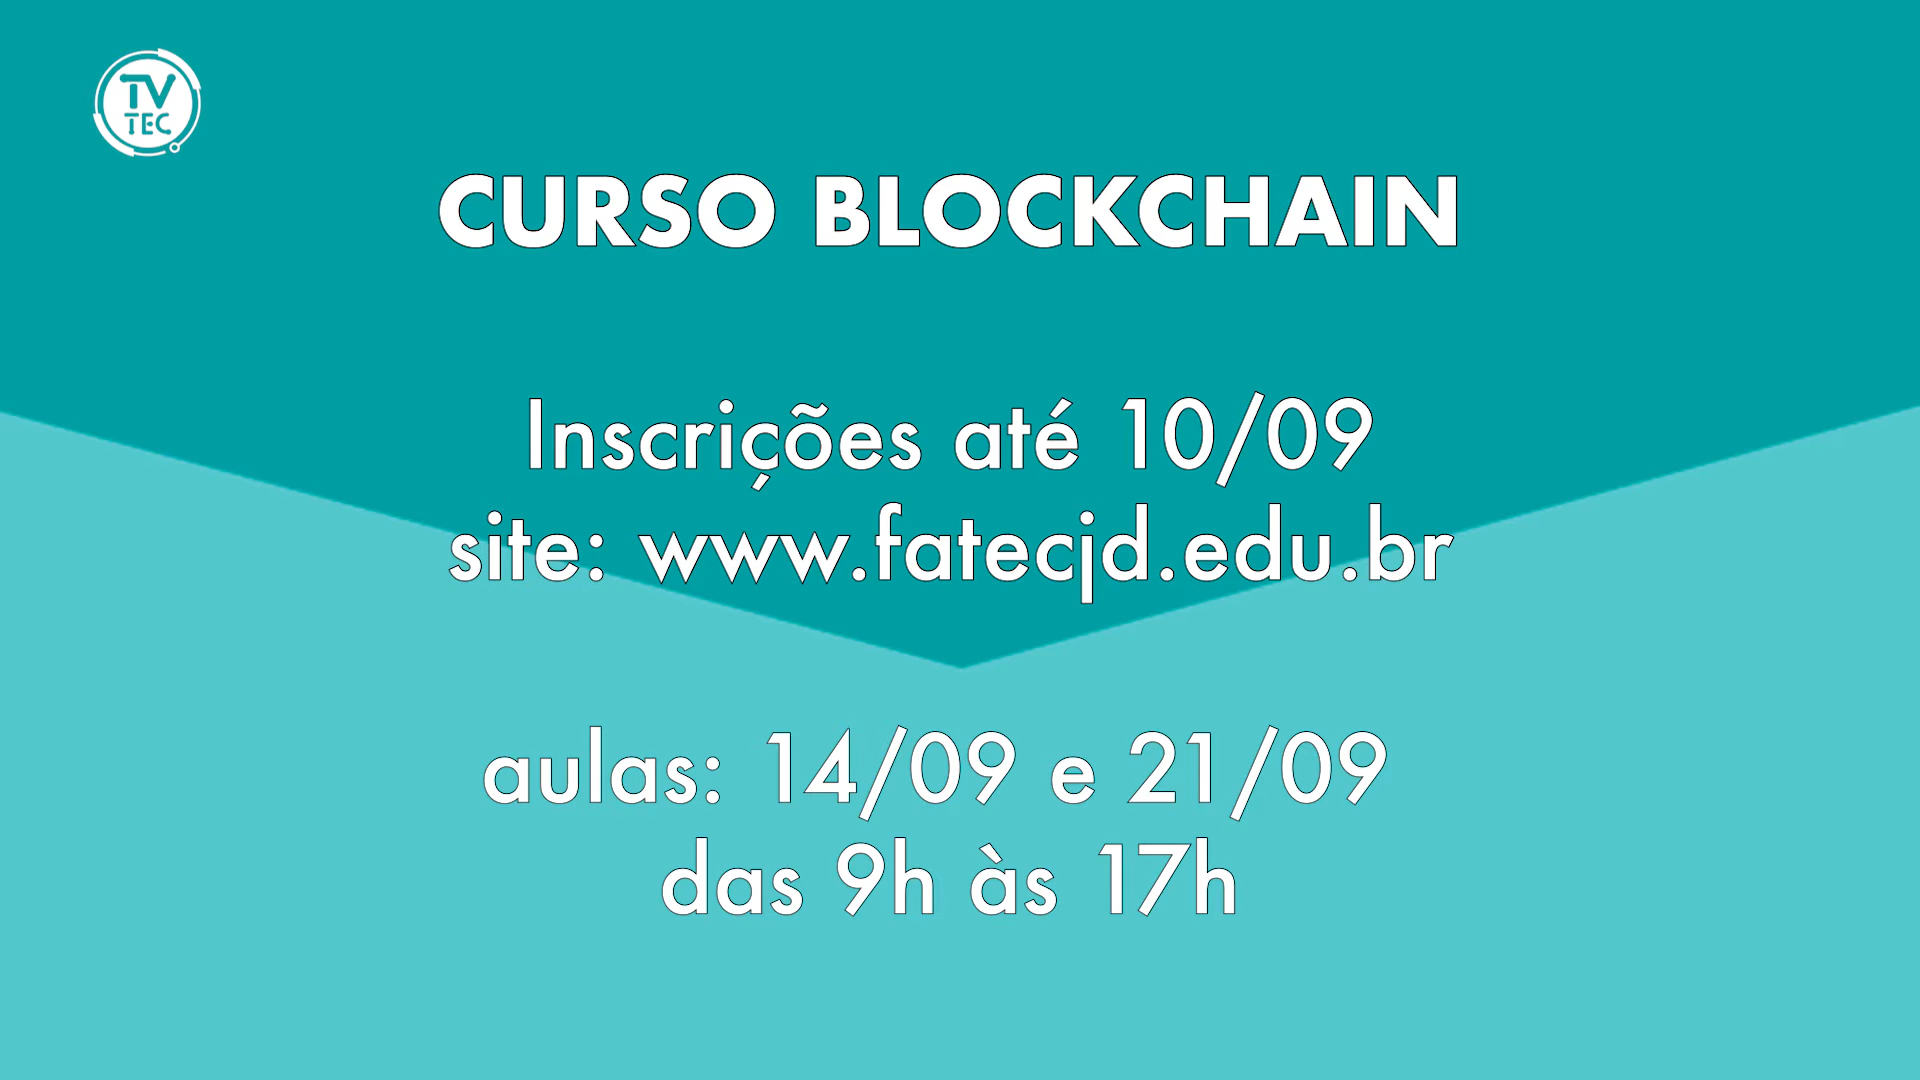 TV
TEC
CURSO BLOCKCHAIN
Inscrições até 10/09
site: www.fatecjd.edu.br
aulas: 14/09 e 21/09
das 9h às 17h